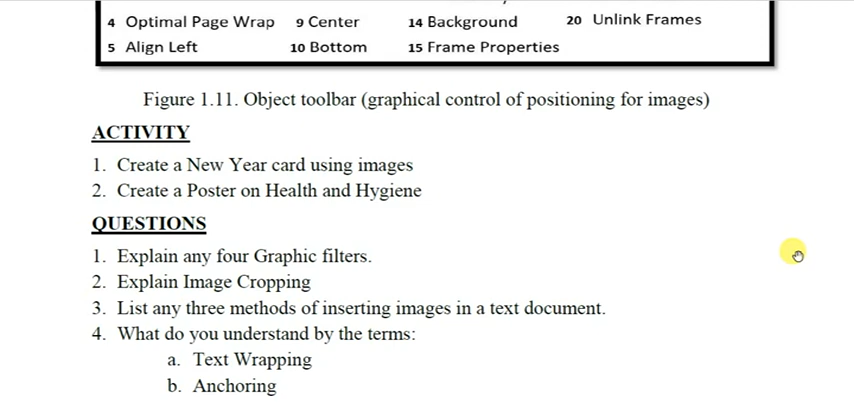 4 Optimal Page Wrap 9 Center 14 Background 20 Unlink Frames
5 Align Left 10 Bottom 15 Frame Properties
Figure 1.11. Object toolbar (graphical control of positioning for images)
ACTIVITY
1. Create a New Year card using images
2. Create a Poster on Health and Hygiene
QUESTIONS
1. Explain any four Graphic filters.
2. Explain Image Cropping
3. List any three methods of inserting images in a text document.
4. What do you understand by the terms:
a. Text Wrapping
b. Anchoring